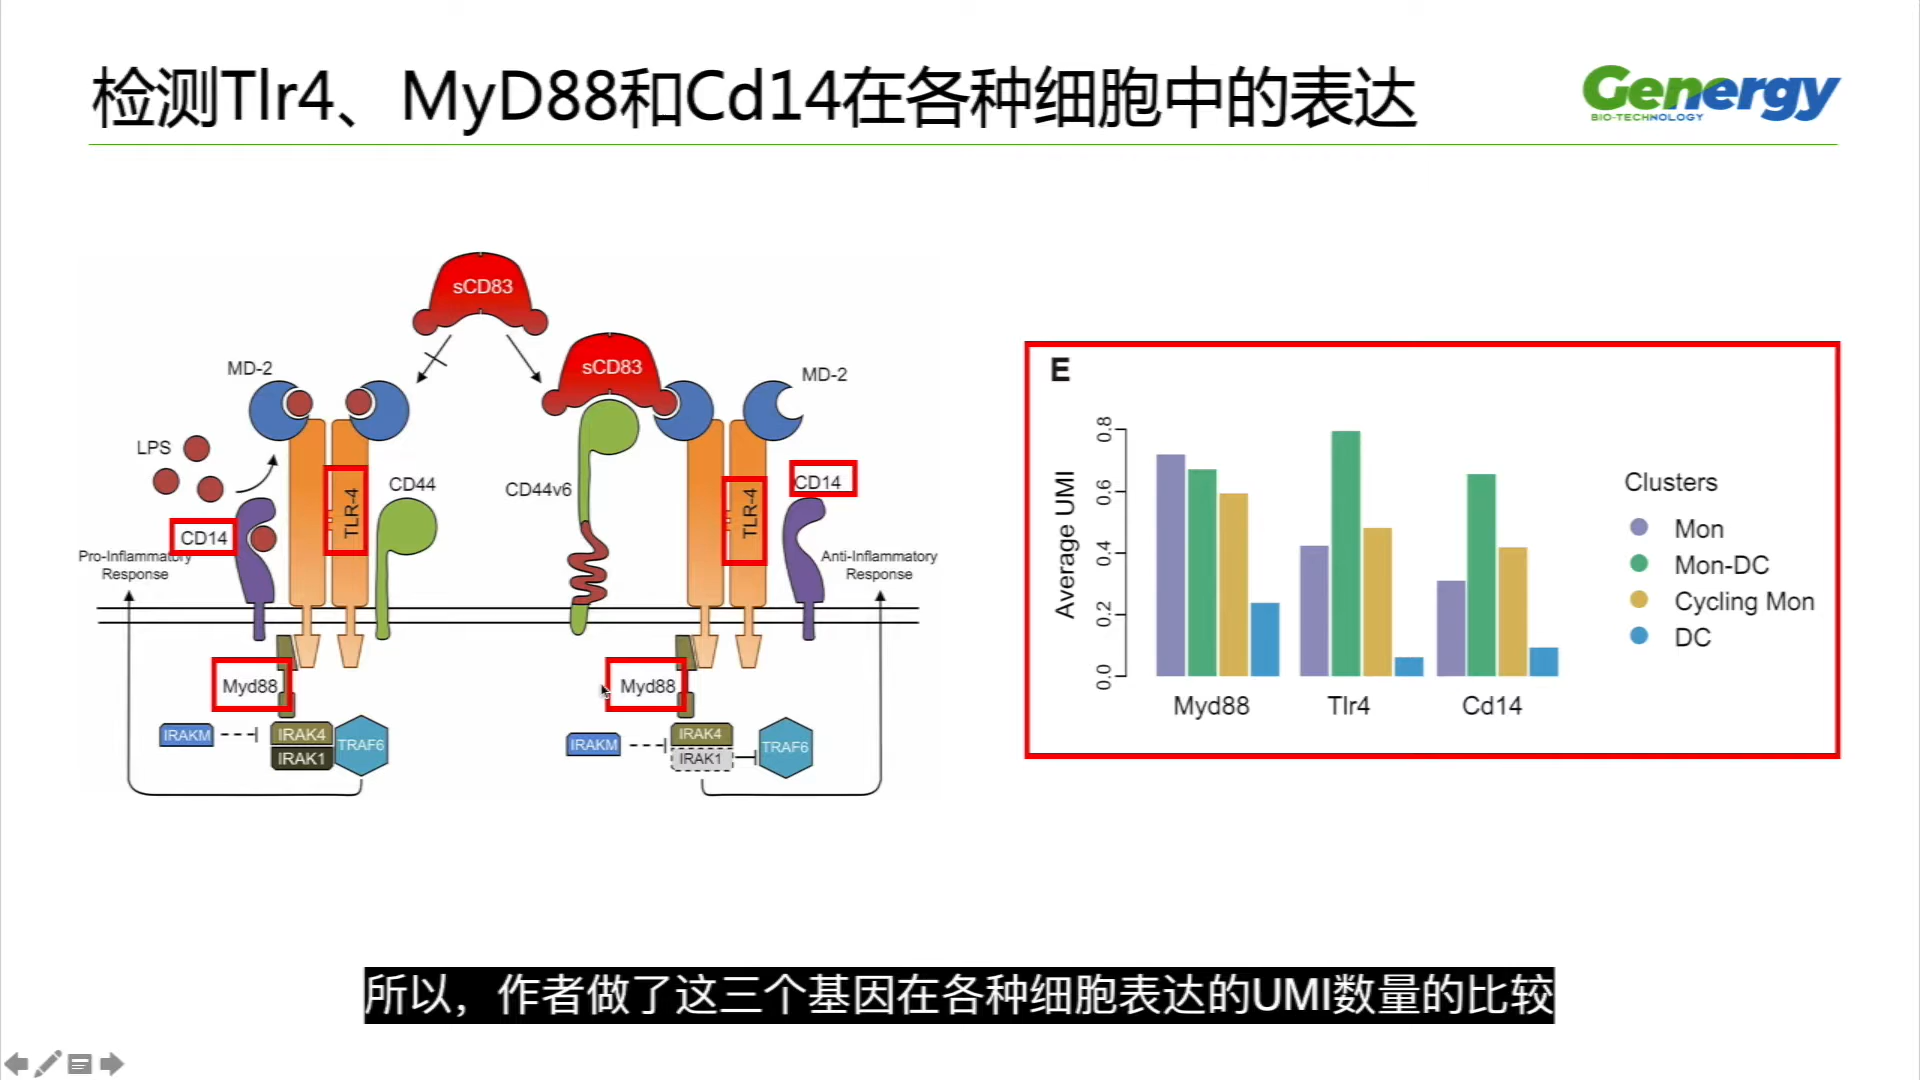 检测Tlr4、MyD88和Cd14在各种细胞中的表达
Genergy
BIO-TECHNOLOGY
sCD83
sCD83
MD-2
MD-2
LPS
CD14
TLR-4
CD44
CD44v6
TLR-4
CD14
Pro-Inflammatory
Response
Anti-Inflammatory
Response
Myd88
Myd88
IRAKM
IRAK4
IRAK1
TRAF6
IRAKM
IRAK4
IRAK1
TRAF6
E
Average UMI
0.8
0.6
0.4
0.2
0.0
Myd88
Tlr4
Cd14
Clusters
Mon
Mon-DC
Cycling Mon
DC
所以，作者做了这三个基因在各种细胞表达的UMI数量的比较